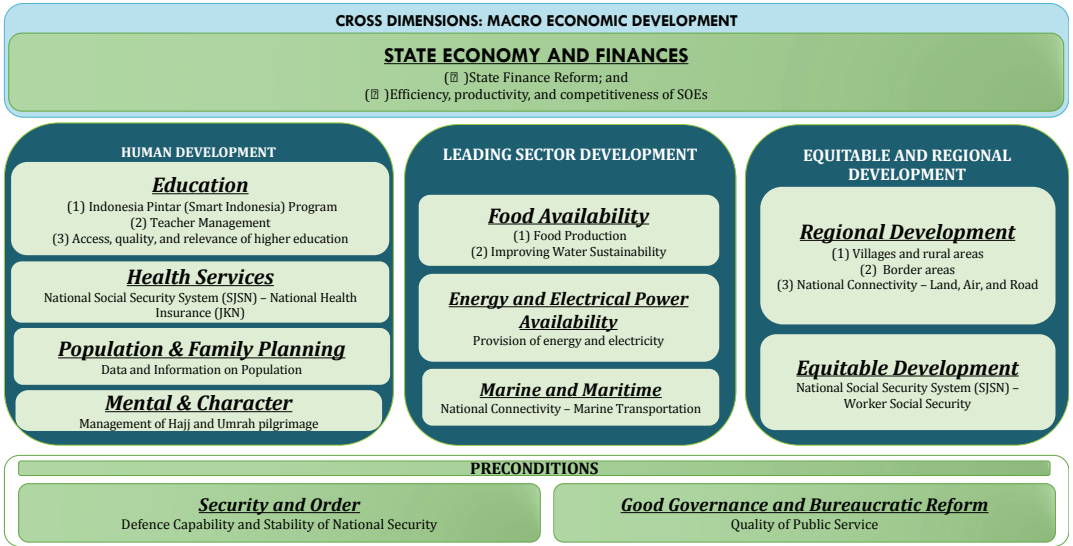 CROSS DIMENSIONS: MACRO ECONOMIC DEVELOPMENT
STATE ECONOMY AND FINANCES
(⍰ )State Finance Reform; and
(⍰ )Efficiency, productivity, and competitiveness of SOEs
HUMAN DEVELOPMENT
Education
(1) Indonesia Pintar (Smart Indonesia) Program
(2) Teacher Management
(3) Access, quality, and relevance of higher education
Health Services
National Social Security System (SJSN) – National Health
Insurance (JKN)
Population & Family Planning
Data and Information on Population
Mental & Character
Management of Hajj and Umrah pilgrimage
LEADING SECTOR DEVELOPMENT
Food Availability
(1) Food Production
(2) Improving Water Sustainability
Energy and Electrical Power
Availability
Provision of energy and electricity
Marine and Maritime
National Connectivity – Marine Transportation
EQUITABLE AND REGIONAL
DEVELOPMENT
Regional Development
(1) Villages and rural areas
(2) Border areas
(3) National Connectivity – Land, Air, and Road
Equitable Development
National Social Security System (SJSN) –
Worker Social Security
PRECONDITIONS
Security and Order
Defence Capability and Stability of National Security
Good Governance and Bureaucratic Reform
Quality of Public Service